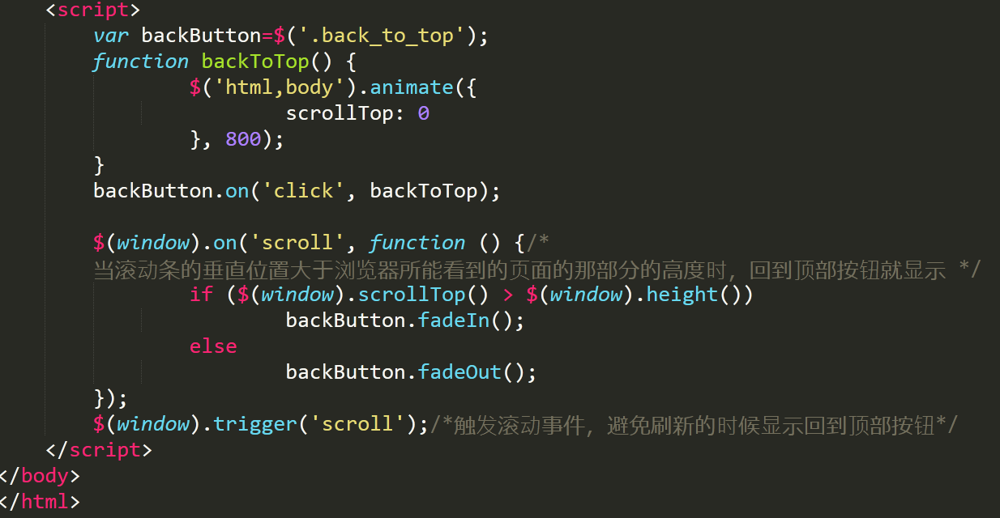 <script>
var backButton=$('.back_to_top');
function backToTop() {
$('html,body').animate({
scrollTop: 0
}, 800);
}
backButton.on('click', backToTop);
$(window).on('scroll', function () {/*
当滚动条的垂直位置大于浏览器所能看到的页面的那部分的高度时，回到顶部按钮就显示 */
if ($(window).scrollTop() > $(window).height())
backButton.fadeIn();
else
backButton.fadeOut();
});
$(window).trigger('scroll');/*触发滚动事件，避免刷新的时候显示回到顶部按钮*/
</script>
</body>
</html>